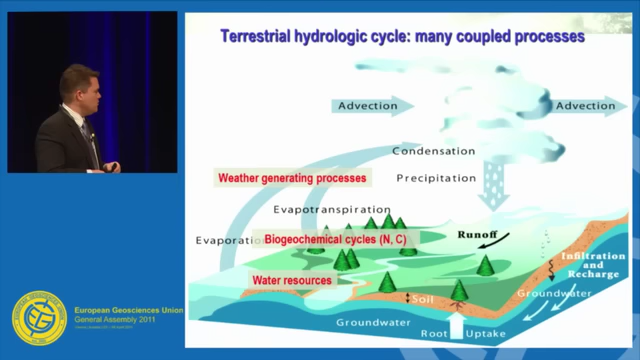 Terrestrial hydrologic cycle: many coupled processes
Advection
Advection
Condensation
Weather generating processes
Precipitation
Evapotranspiration
Evaporatio
Biogeochemical cycles (N, C)
Runoff
Infiltration
and
Recharge
Water resources
Groundwater
Soil
Groundwater
Root Uptake
European Geosciences Union
General Assembly 2011